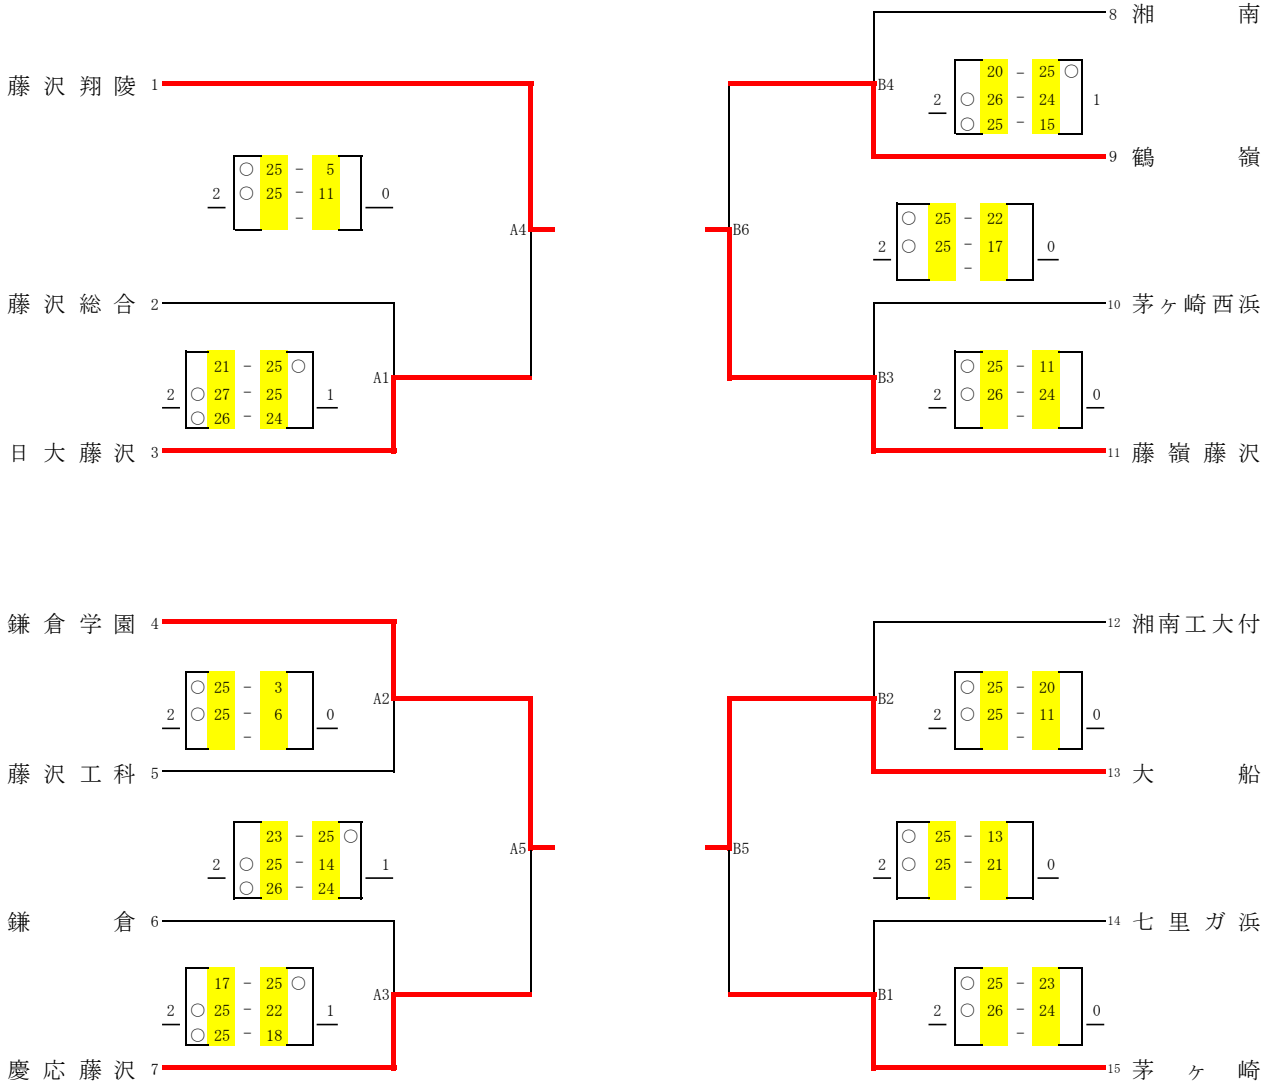 藤沢翔陵 1
○ 25 - 5
2 ○ 25 - 11 0
-
A4
藤沢総合 2
21 - 25 ○
2 ○ 27 - 25 1
○ 26 - 24
A1
日大藤沢 3
鎌倉学園 4
○ 25 - 3
2 ○ 25 - 6 0
-
A2
藤沢工科 5
23 - 25 ○
2 ○ 25 - 14 1
○ 26 - 24
A5
鎌倉 6
17 - 25 ○
2 ○ 25 - 22 1
○ 25 - 18
A3
慶応藤沢 7
8 湘南
20 - 25 ○
2 ○ 26 - 24 1
○ 25 - 15
B4
9 鶴嶺
○ 25 - 22
2 ○ 25 - 17 0
-
B6
10 茅ヶ崎西浜
○ 25 - 11
2 ○ 26 - 24 0
-
B3
11 藤嶺藤沢
12 湘南工大付
○ 25 - 20
2 ○ 25 - 11 0
-
B2
13 大船
○ 25 - 13
2 ○ 25 - 21 0
-
B5
14 七里ガ浜
○ 25 - 23
2 ○ 26 - 24 0
-
B1
15 茅ヶ崎